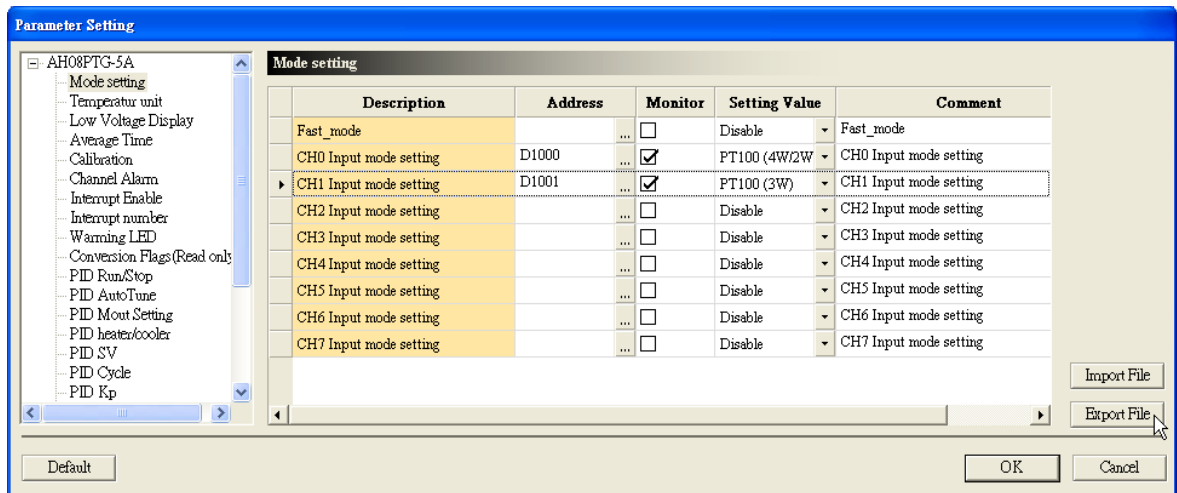 Parameter Setting
AH08PTG-5A
Mode setting
Temperatur unit
Low Voltage Display
Average Time
Calibration
Channel Alarm
Interrupt Enable
Interrupt number
Warming LED
Conversion Flags(Read only
PID Run/Stop
PID AutoTune
PID Mout Setting
PID heater/cooler
PID SV
PID Cycle
PID Kp
Mode setting
Description Address Monitor Setting Value Comment
Fast_mode ... Disable Fast_mode
CH0 Input mode setting D1000 ... PT100 (4W/2W CH0 Input mode setting
CH1 Input mode setting D1001 ... PT100 (3W) CH1 Input mode setting
CH2 Input mode setting ... Disable CH2 Input mode setting
CH3 Input mode setting ... Disable CH3 Input mode setting
CH4 Input mode setting ... Disable CH4 Input mode setting
CH5 Input mode setting ... Disable CH5 Input mode setting
CH6 Input mode setting ... Disable CH6 Input mode setting
CH7 Input mode setting ... Disable CH7 Input mode setting
Import File
Export File
Default OK Cancel